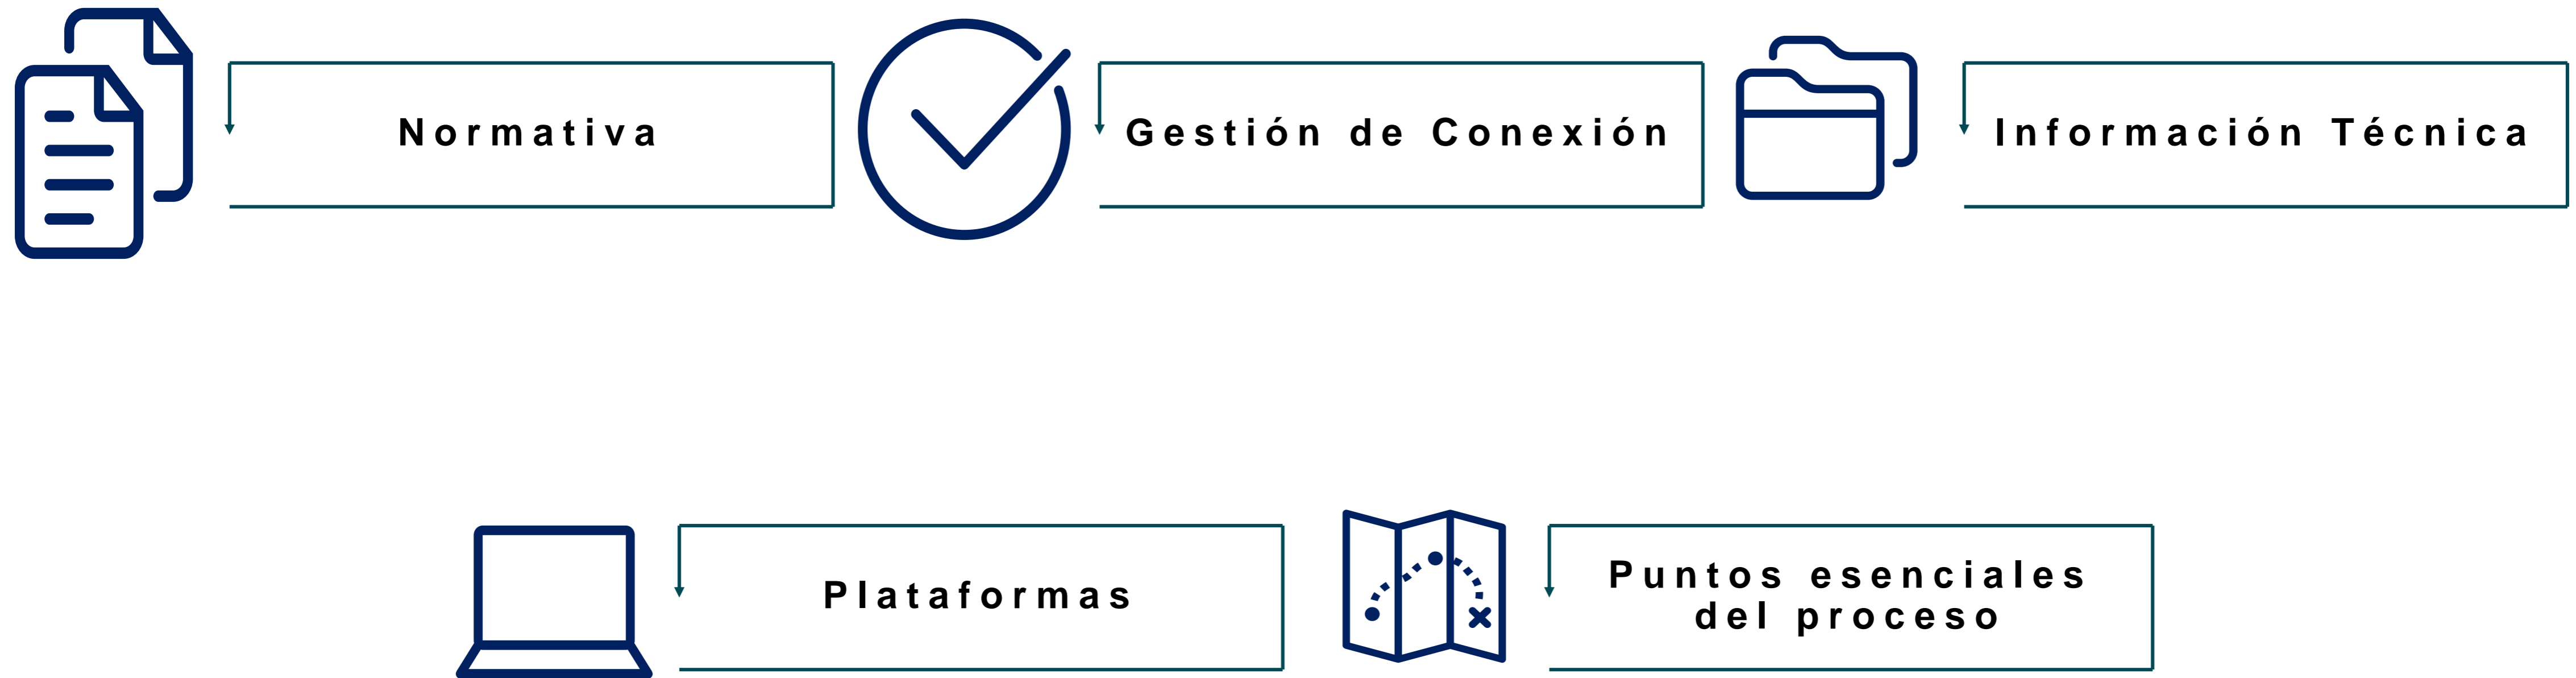 Normativa
Gestión de Conexión
Información Técnica
Plataformas
Puntos esenciales
del proceso